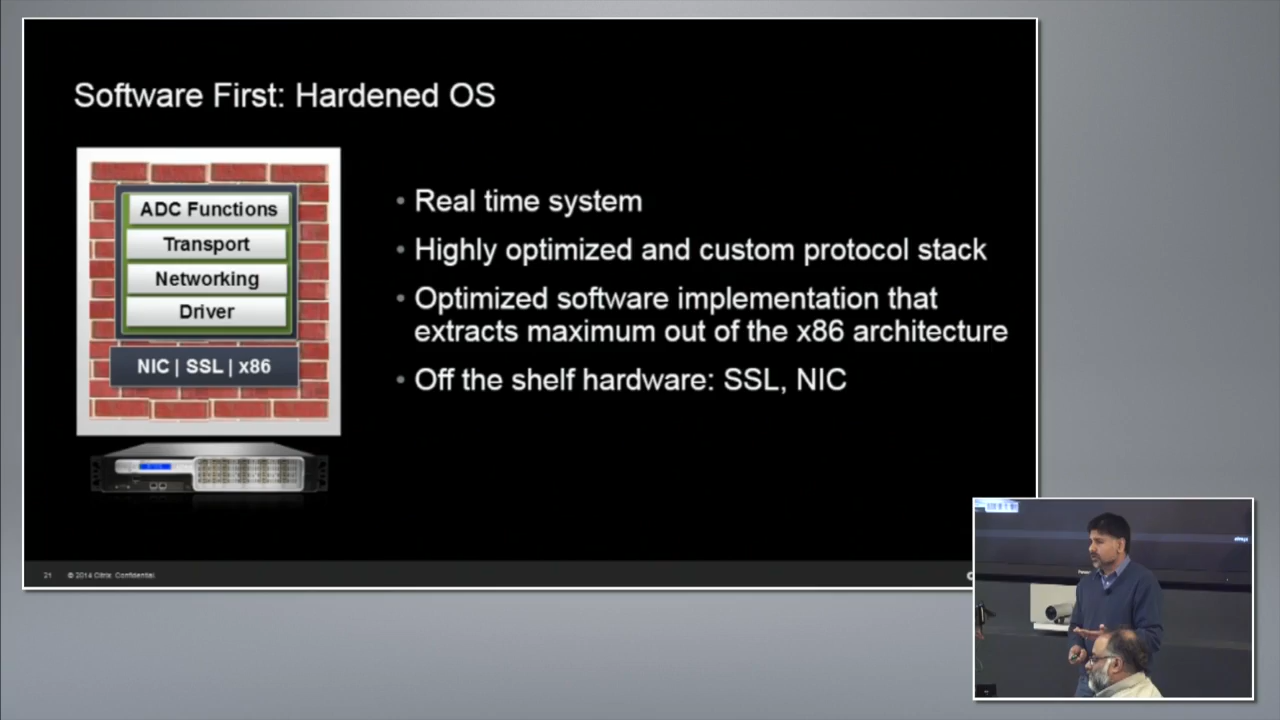 Software First: Hardened OS
ADC Functions
Transport
Networking
Driver
NIC | SSL | x86
• Real time system
• Highly optimized and custom protocol stack
• Optimized software implementation that
extracts maximum out of the x86 architecture
• Off the shelf hardware: SSL, NIC
21 © 2014 Citrix Confidential.